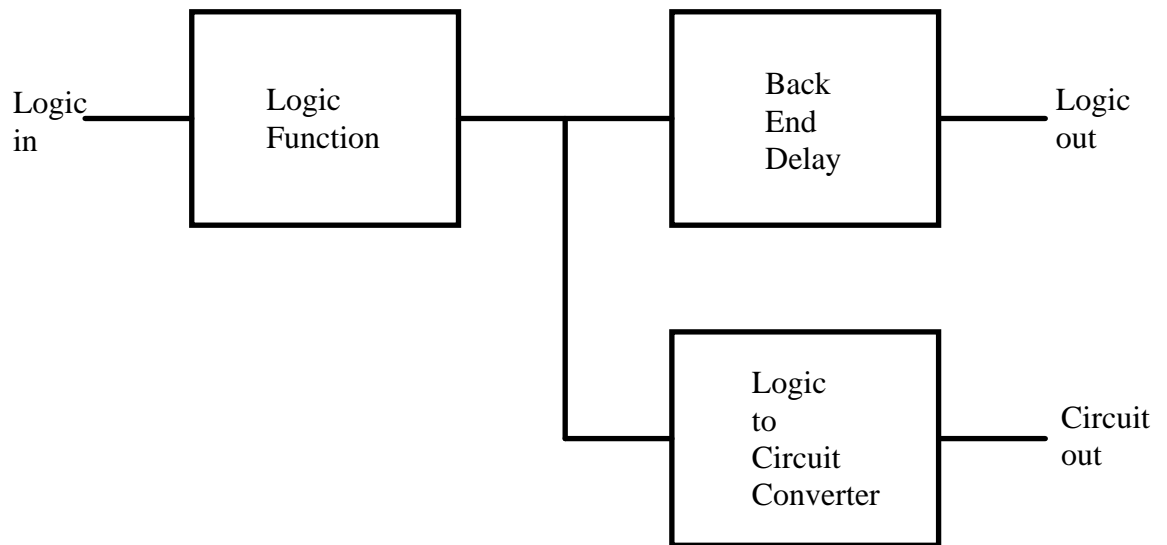 Logic
in
Logic
Function
Back
End
Delay
Logic
out
Logic
to
Circuit
Converter
Circuit
out